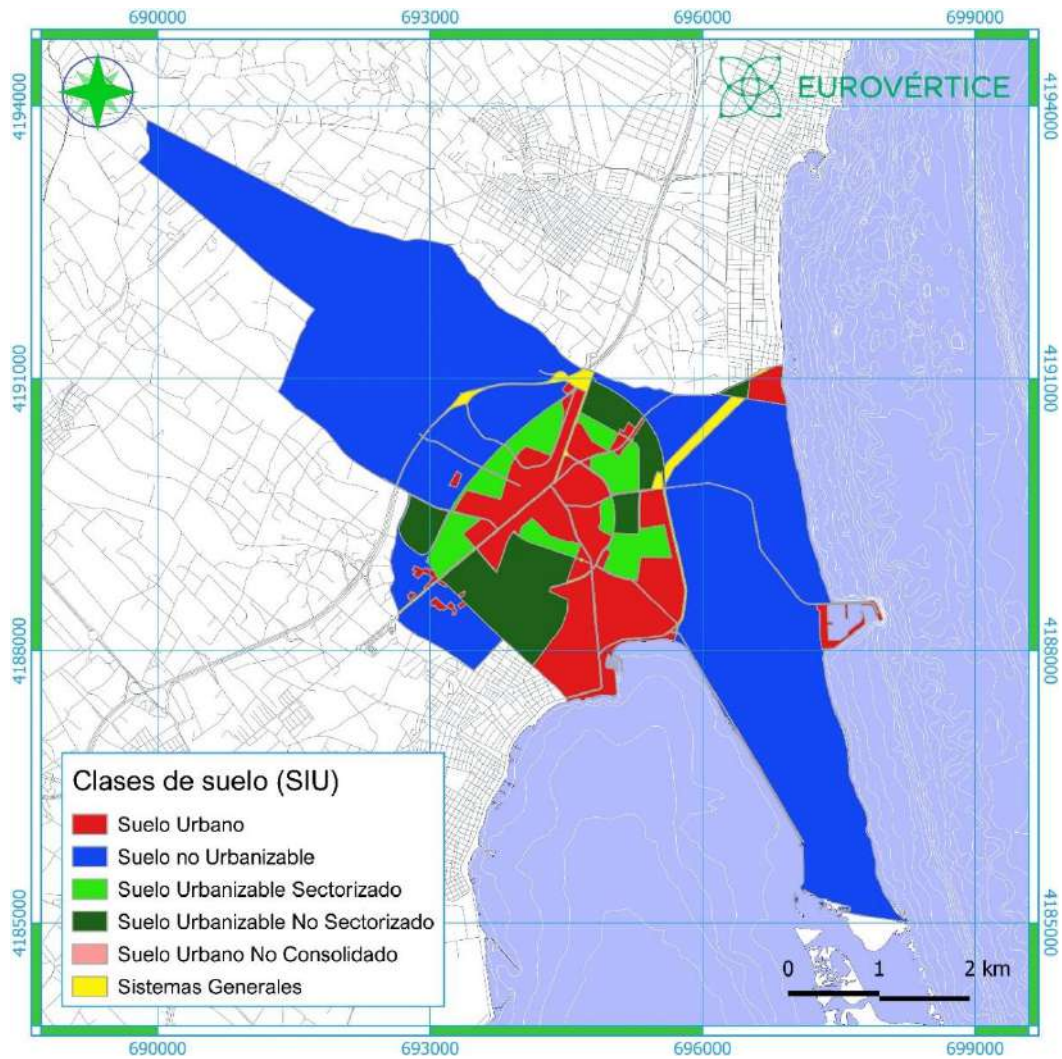 690000 693000 696000 699000
EUROVÉRTICE
4194000 4194000
4191000 4191000
4188000 4188000
4185000 4185000
Clases de suelo (SIU)
Suelo Urbano
Suelo no Urbanizable
Suelo Urbanizable Sectorizado
Suelo Urbanizable No Sectorizado
Suelo Urbano No Consolidado
Sistemas Generales
0 1 2 km
690000 693000 696000 699000